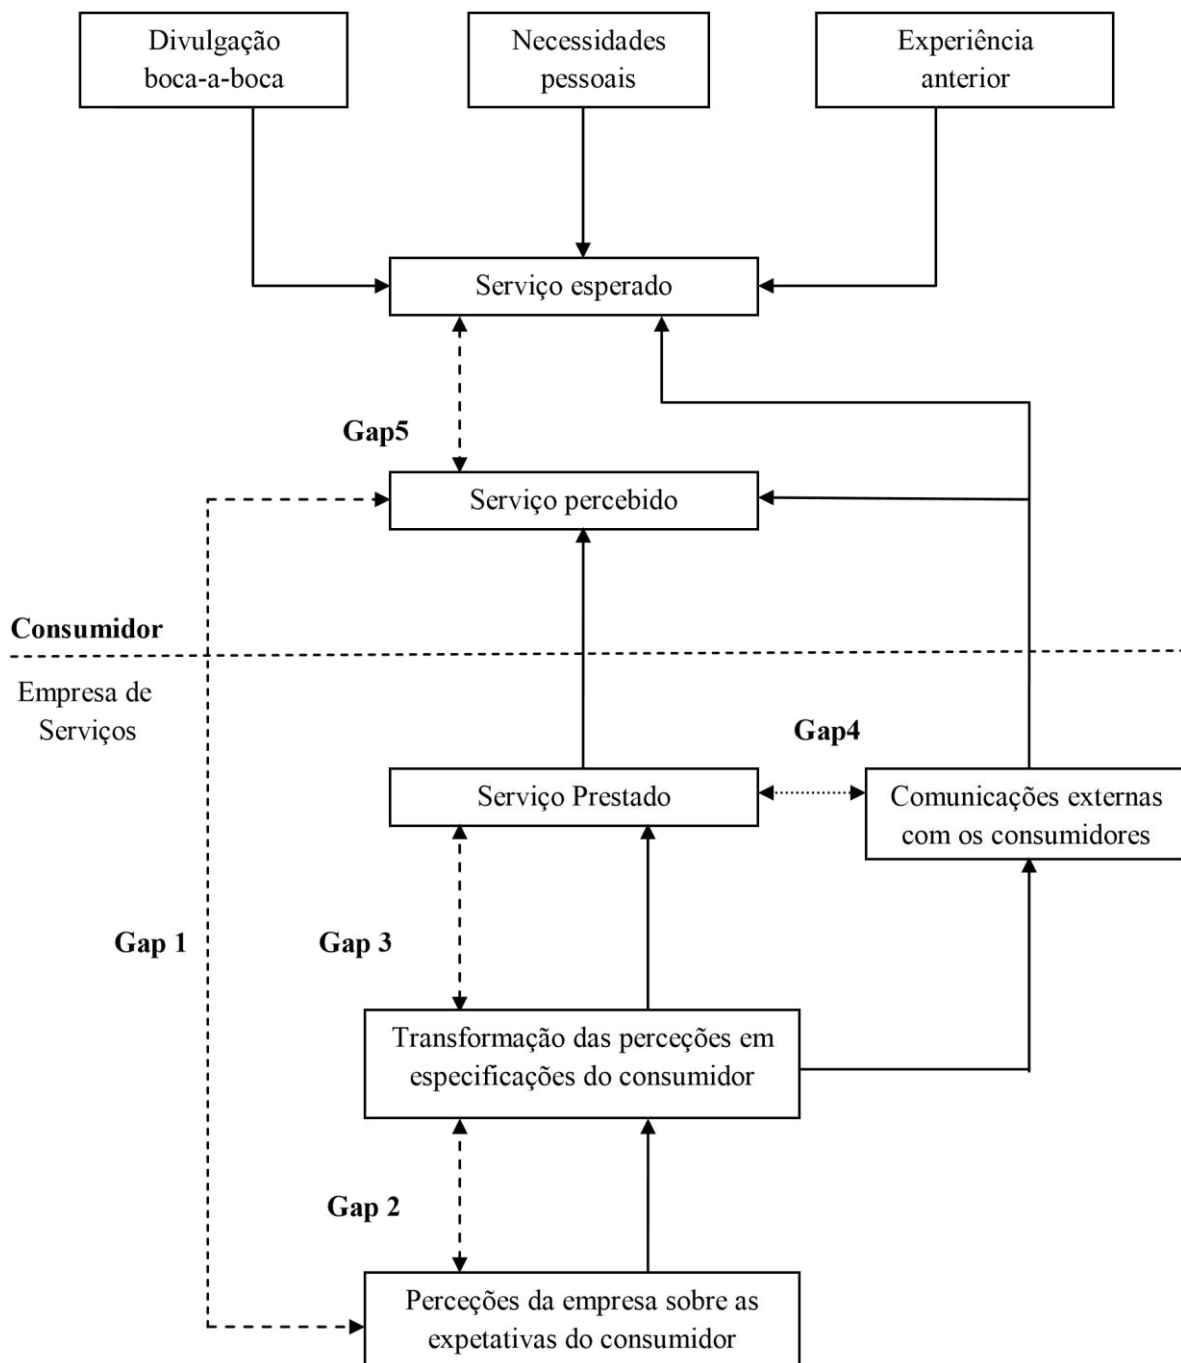 Divulgação
boca-a-boca
Necessidades
pessoais
Experiência
anterior
Serviço esperado
Gap5
Serviço percebido
Consumidor
Empresa de
Serviços
Gap4
Serviço Prestado
Comunicações externas
com os consumidores
Gap 1
Gap 3
Transformação das perceções em
especificações do consumidor
Gap 2
Perceções da empresa sobre as
expetativas do consumidor